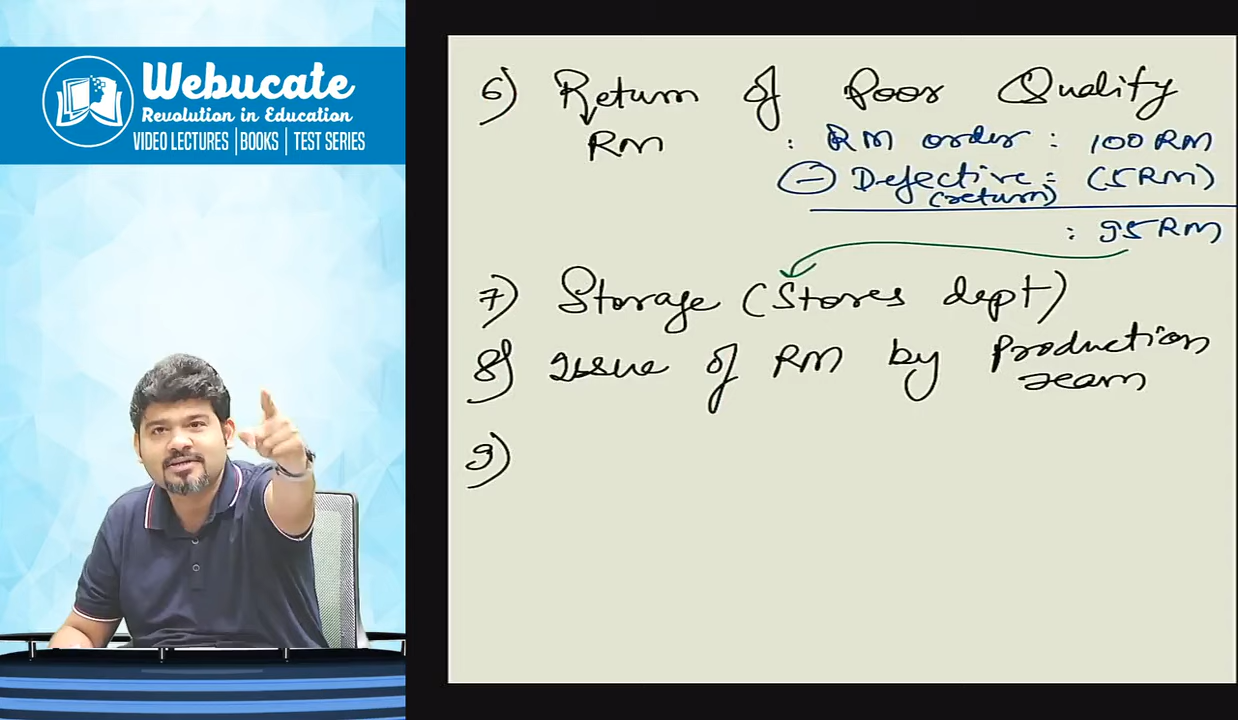 Webucate
Revolution in Education
VIDEO LECTURES | BOOKS | TEST SERIES
6) Return of Poor Quality
RM
: RM order : 100 RM
(-) Defective : (5 RM)
(return)
: 95 RM
7) Storage (Stores dept)
8) Issue of RM by Production
Team
9)